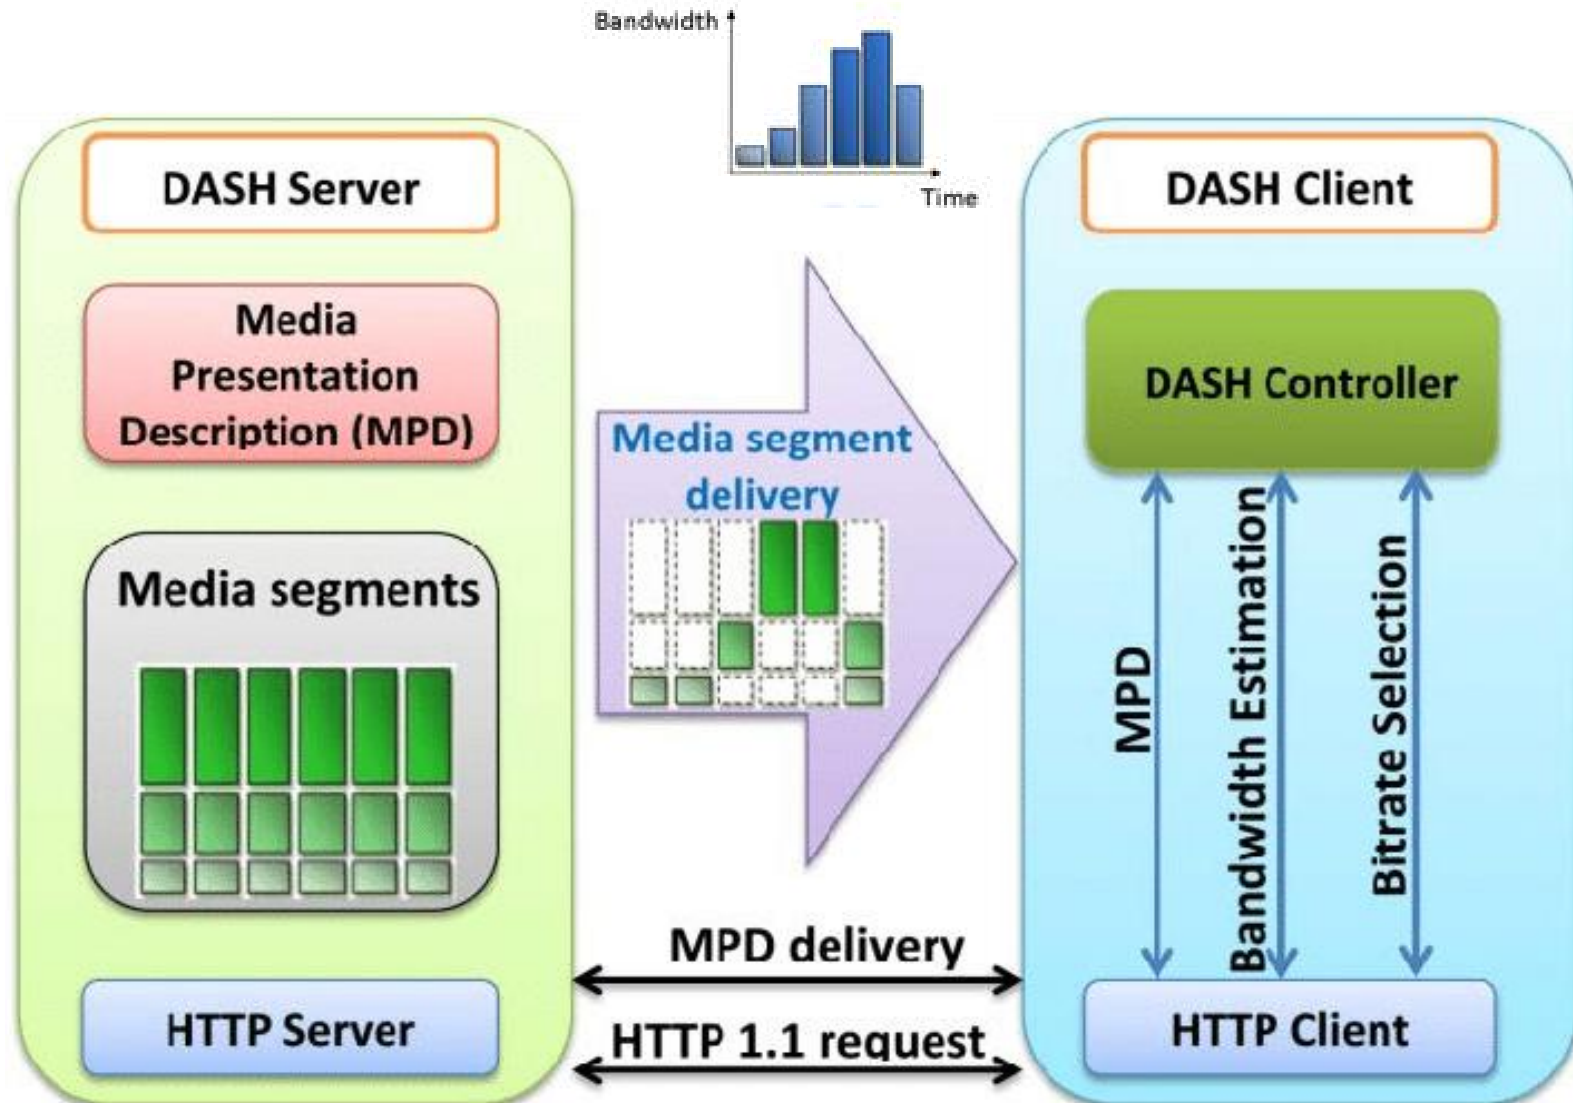 Bandwidth
Time
DASH Server
Media
Presentation
Description (MPD)
Media segments
HTTP Server
Media segment
delivery
MPD delivery
HTTP 1.1 request
DASH Client
DASH Controller
MPD
Bandwidth Estimation
Bitrate Selection
HTTP Client